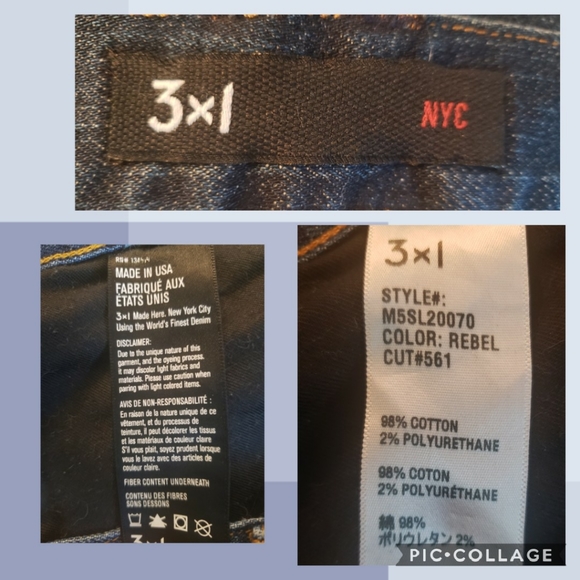 3×1 NYC
MADE IN USA
FABRIQUÉ AUX
ÉTATS UNIS
3×1 Made Here. New York City
Using the World's Finest Denim
DISCLAIMER:
Due to the unique nature of this
garment, and the dyeing process.
it may discolor light fabrics and
materials. Please use caution when
pairing with light colored items.
AVIS DE NON-RESPONSABILITÉ :
En raison de la nature unique de ce
vêtement, et du processus de
teinture, il peut décolorer les tissus
et les matériaux de couleur claire
S'il vous plait, soyez prudent lorsque
vous le lavez avec des articles de
couleur claire.
FIBER CONTENT UNDERNEATH
CONTENU DES FIBRES
SONS DESSONS
3×1
3×1
STYLE#:
M5SL20070
COLOR: REBEL
CUT#561
98% COTTON
2% POLYURETHANE
98% COTON
2% POLYURÉTHANE
綿 98%
ポリウレタン 2%
PIC•COLLAGE